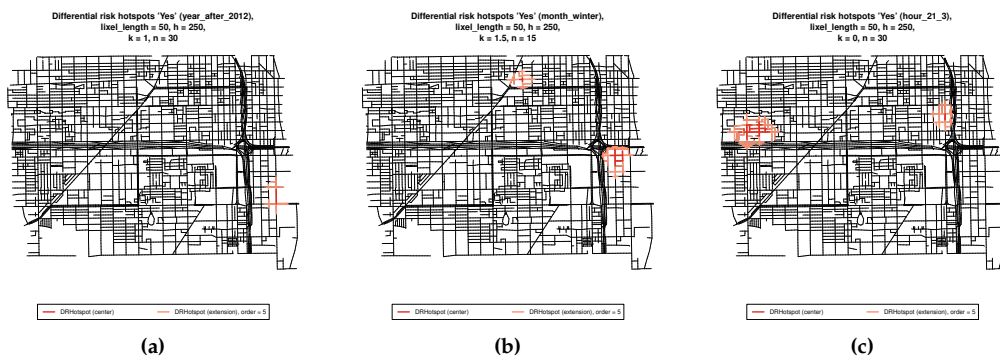 Differential risk hotspots 'Yes' (year_after_2012),
lixel_length = 50, h = 250,
k = 1, n = 30
DRHotspot (center)
DRHotspot (extension), order = 5
(a)
Differential risk hotspots 'Yes' (month_winter),
lixel_length = 50, h = 250,
k = 1.5, n = 15
DRHotspot (center)
DRHotspot (extension), order = 5
(b)
Differential risk hotspots 'Yes' (hour_21_3),
lixel_length = 50, h = 250,
k = 0, n = 30
DRHotspot (center)
DRHotspot (extension), order = 5
(c)